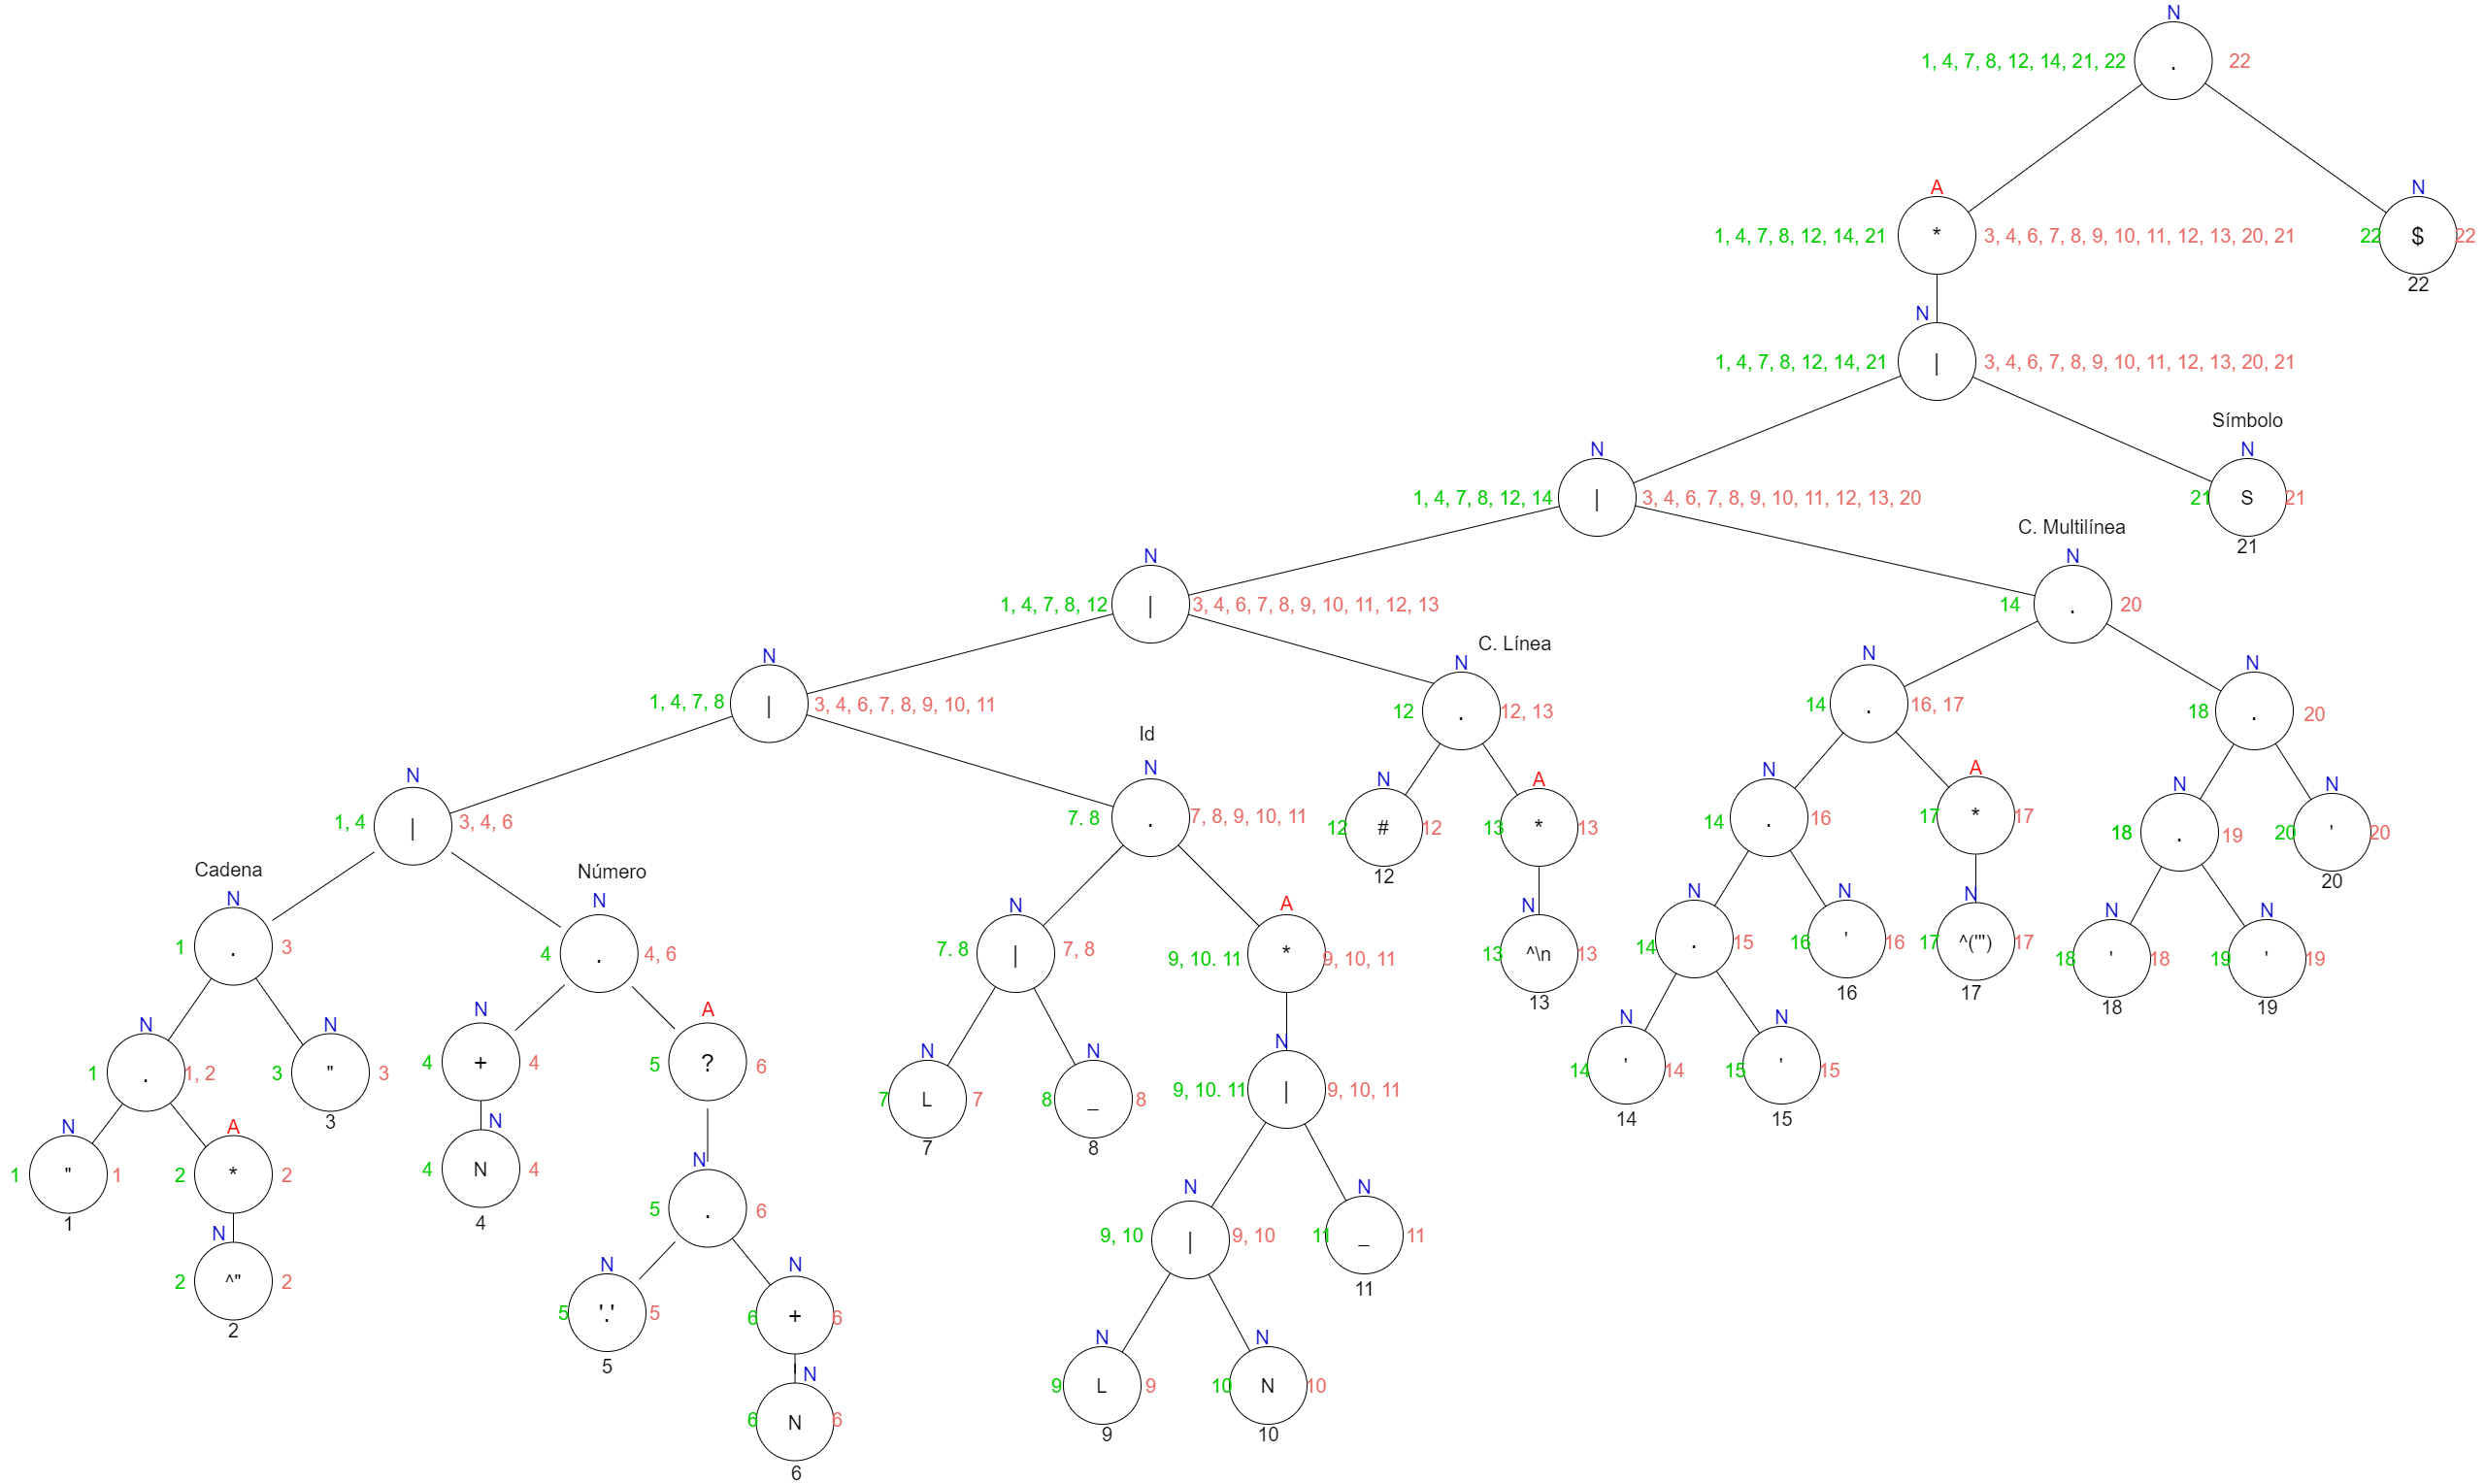 N
1, 4, 7, 8, 12, 14, 21, 22
.
22
A
N
1, 4, 7, 8, 12, 14, 21
*
3, 4, 6, 7, 8, 9, 10, 11, 12, 13, 20, 21
22
$
22
22
N
1, 4, 7, 8, 12, 14, 21
|
3, 4, 6, 7, 8, 9, 10, 11, 12, 13, 20, 21
Símbolo
N
N
1, 4, 7, 8, 12, 14
|
3, 4, 6, 7, 8, 9, 10, 11, 12, 13, 20
21
S
21
21
C. Multilínea
N
N
1, 4, 7, 8, 12
|
3, 4, 6, 7, 8, 9, 10, 11, 12, 13
14
.
20
C. Línea
N
N
N
N
1, 4, 7, 8
|
3, 4, 6, 7, 8, 9, 10, 11
12
.
12, 13
14
.
16, 17
18
.
20
Id
N
N
N
A
N
A
N
N
1, 4
|
3, 4, 6
7. 8
.
7, 8, 9, 10, 11
12
#
12
12
13
*
13
14
.
16
17
*
17
18
.
19
20
'
20
20
Cadena
Número
N
N
N
A
N
N
N
N
N
N
1
.
3
4
.
4, 6
7. 8
|
7, 8
9, 10. 11
*
9, 10, 11
13
^\n
13
13
14
.
15
16
'
16
16
17
^(''')
17
17
18
'
18
18
19
'
19
19
N
N
N
A
N
N
N
N
N
1
.
1, 2
3
"
3
3
4
+
4
5
?
6
7
L
7
7
8
_
8
8
9, 10. 11
|
9, 10, 11
14
'
14
14
15
'
15
15
N
A
N
N
N
N
1
"
1
1
2
*
2
4
N
4
4
5
.
6
9, 10
|
9, 10
11
_
11
11
N
N
N
2
^"
2
2
5
'.'
5
5
6
+
6
N
N
N
6
N
6
6
9
L
9
9
10
N
10
10